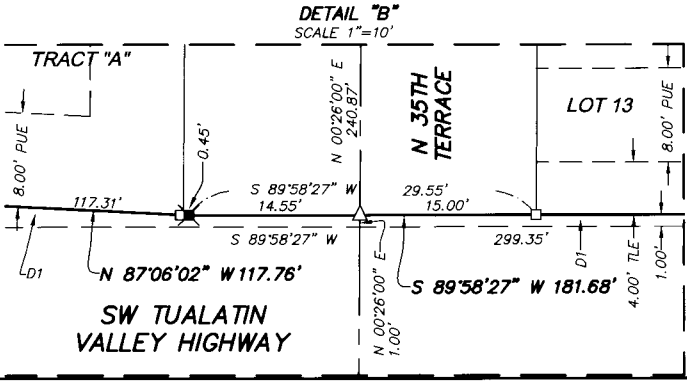 DETAIL "B"
SCALE 1"=10'
TRACT "A"
8.00' PUE
0.45'
N 00°26'00" E
240.87'
N 35TH
TERRACE
LOT 13
8.00' PUE
117.31'
S 89°58'27" W
14.55'
29.55'
15.00'
S 89°58'27" W
299.35'
D1
N 87°06'02" W 117.76'
N 00°26'00" E
1.00'
S 89°58'27" W 181.68'
D1
4.00' TLE
1.00'
SW TUALATIN
VALLEY HIGHWAY